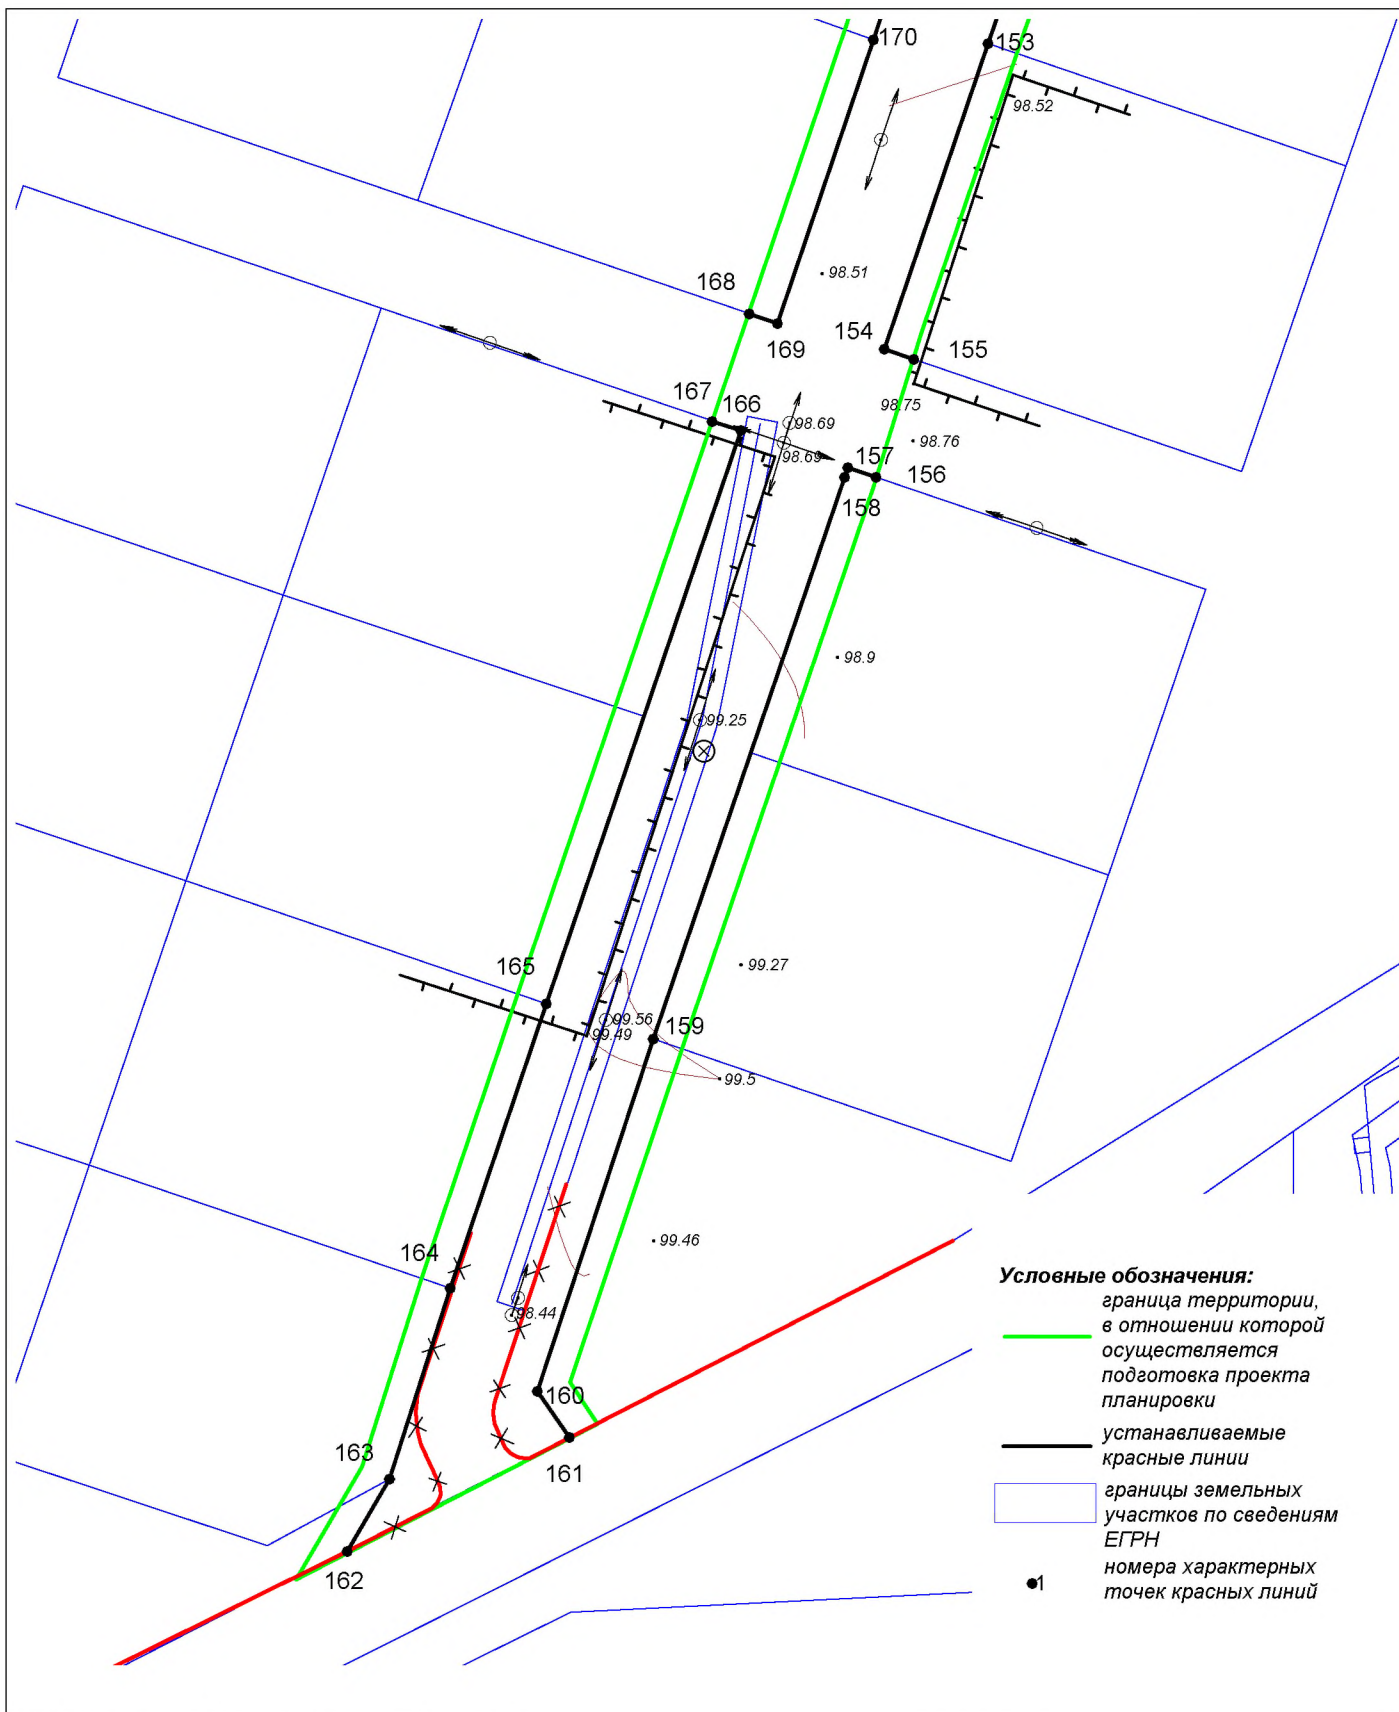 170
153
98.52
98.51
168
169
154
155
167
166
98.69
98.69
98.75
98.76
157
156
158
98.9
99.25
99.27
165
99.56
99.49
159
99.5
164
99.46
98.44
160
163
161
162
Условные обозначения:
граница территории,
в отношении которой
осуществляется
подготовка проекта
планировки
устанавливаемые
красные линии
границы земельных
участков по сведениям
ЕГРН
номера характерных
точек красных линий
1